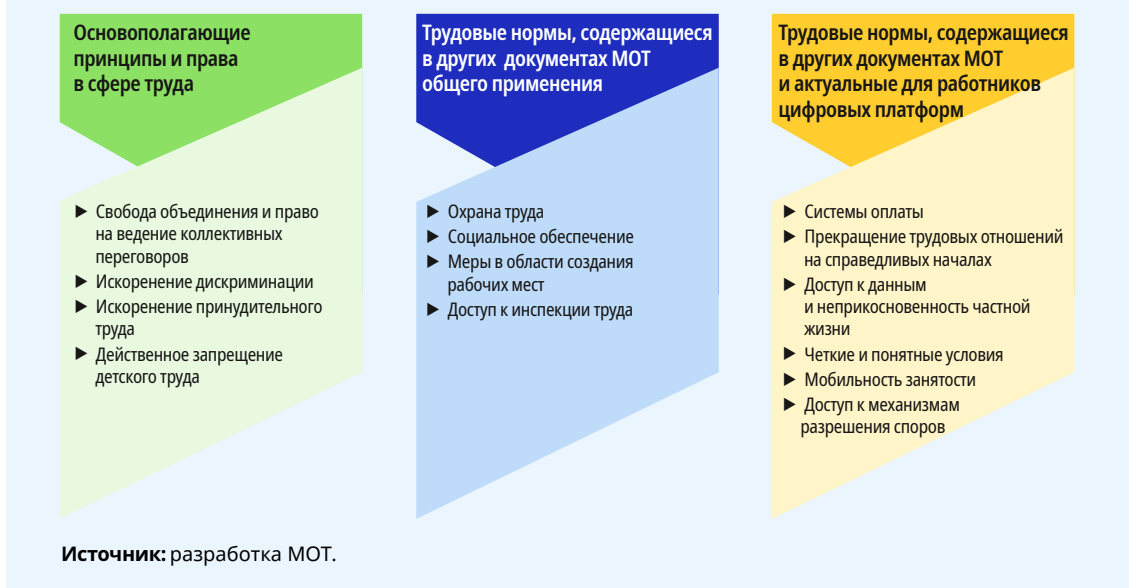 Основополагающие
принципы и права
в сфере труда
▶ Свобода объединения и право
на ведение коллективных
переговоров
▶ Искоренение дискриминации
▶ Искоренение принудительного
труда
▶ Действенное запрещение
детского труда
Трудовые нормы, содержащиеся
в других документах МОТ
общего применения
▶ Охрана труда
▶ Социальное обеспечение
▶ Меры в области создания
рабочих мест
▶ Доступ к инспекции труда
Трудовые нормы, содержащиеся
в других документах МОТ
и актуальные для работников
цифровых платформ
▶ Системы оплаты
▶ Прекращение трудовых отношений
на справедливых началах
▶ Доступ к данным
и неприкосновенность частной
жизни
▶ Четкие и понятные условия
▶ Мобильность занятости
▶ Доступ к механизмам
разрешения споров
Источник: разработка МОТ.